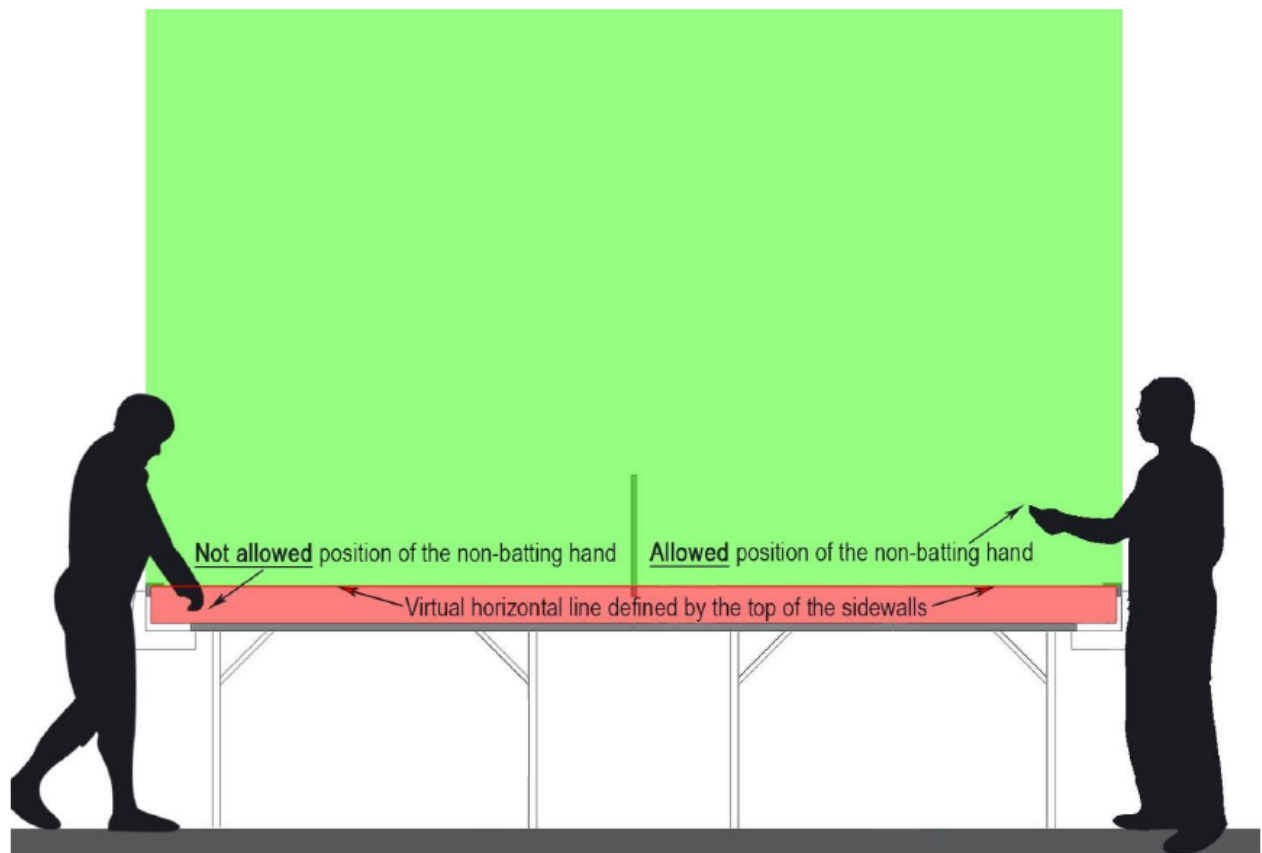 Not allowed position of the non-batting hand
Allowed position of the non-batting hand
Virtual horizontal line defined by the top of the sidewalls